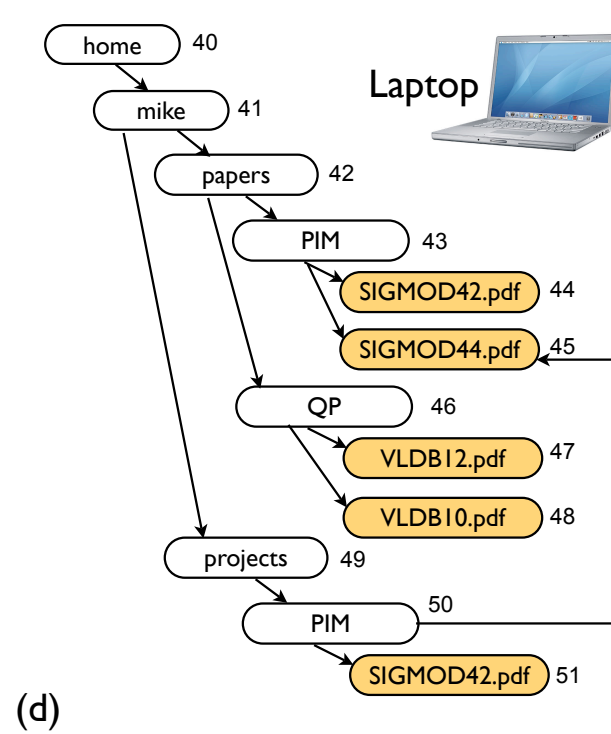 home 40
Laptop
mike 41
papers 42
PIM 43
SIGMOD42.pdf 44
SIGMOD44.pdf 45
QP 46
VLDB12.pdf 47
VLDB10.pdf 48
projects 49
PIM 50
SIGMOD42.pdf 51
(d)